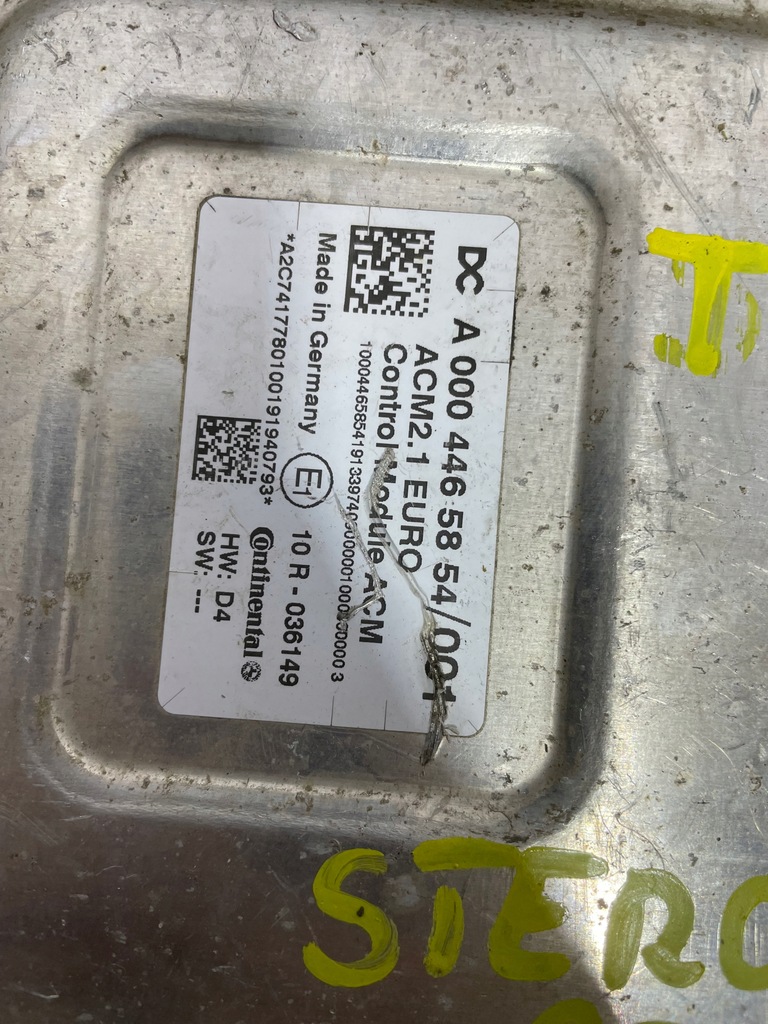 DC A 000 446 58 54/001
ACM2.1 EURO
Control Module ACM
Made in Germany E1 10 R - 036149
*A2C7417780100191940793*
Continental
HW: D4
SW: ---
STERO